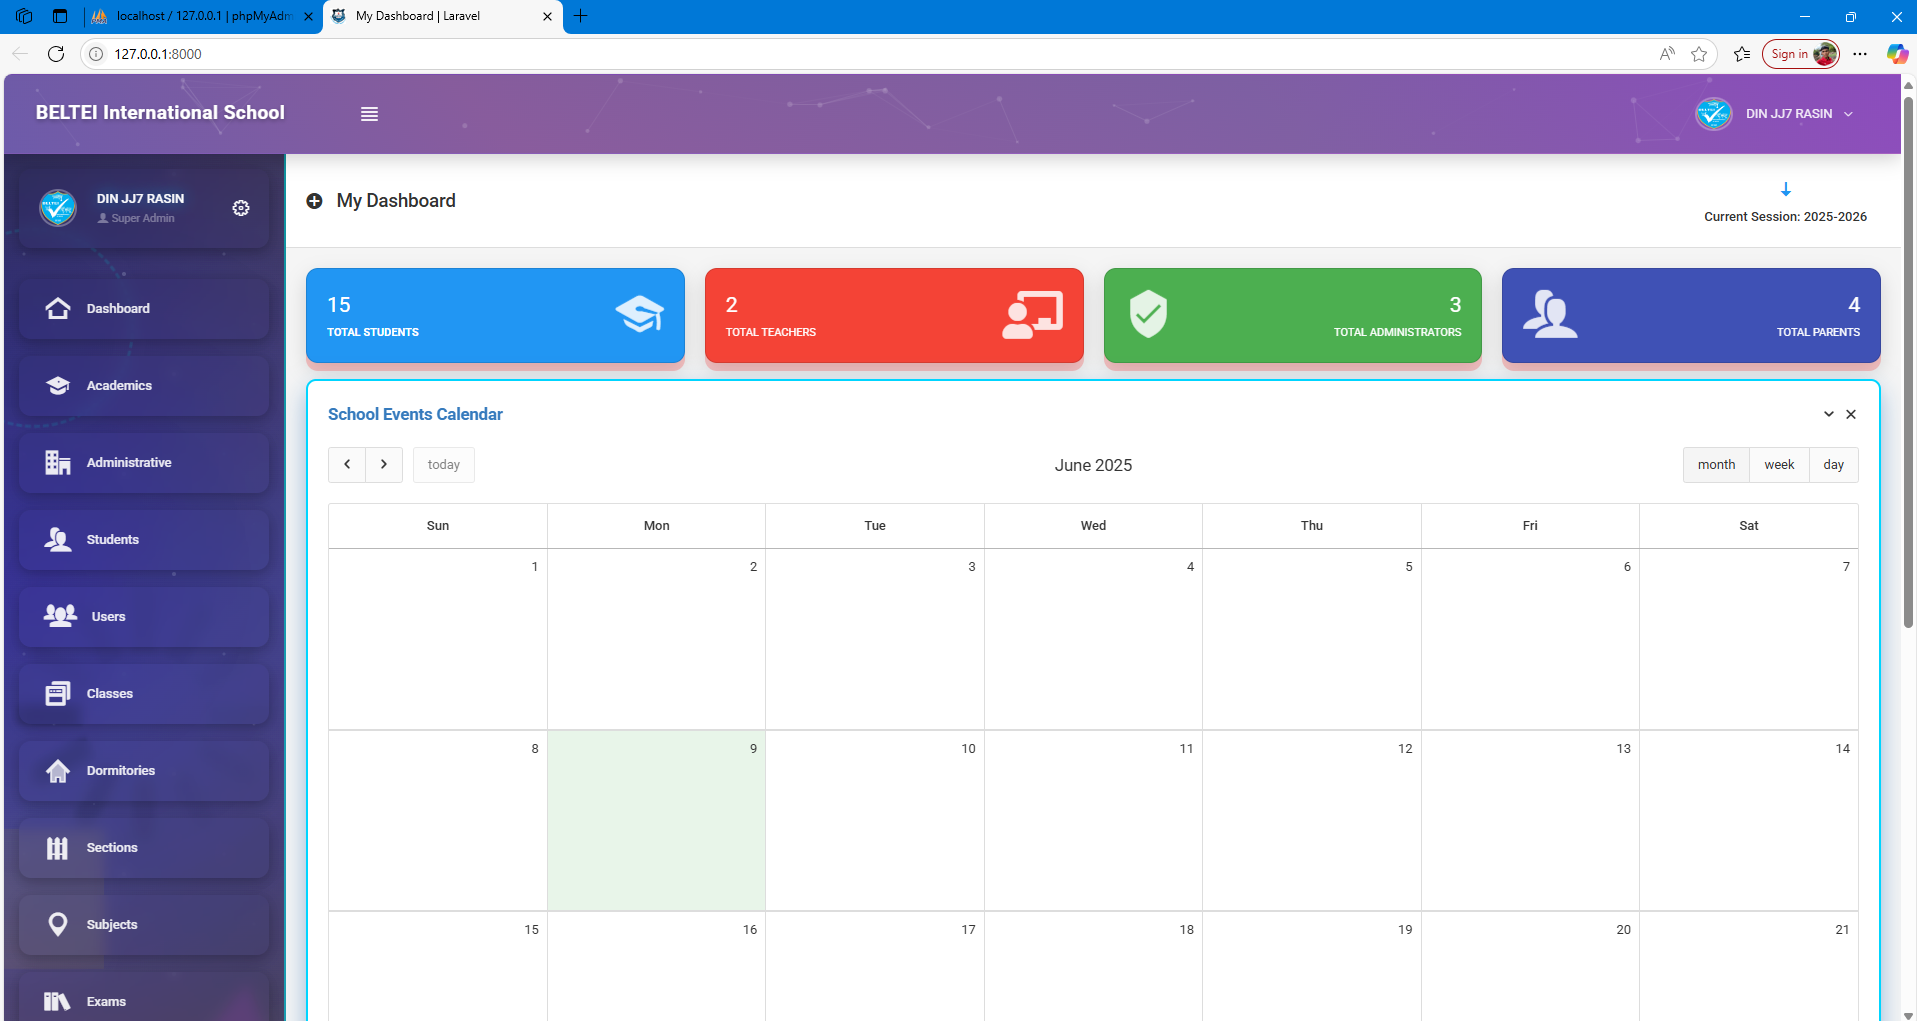 localhost / 127.0.0.1 | phpMyAdm
My Dashboard | Laravel
127.0.0.1:8000
Sign in
BELTEI International School
DIN JJ7 RASIN
DIN JJ7 RASIN
Super Admin
Dashboard
Academics
Administrative
Students
Users
Classes
Dormitories
Sections
Subjects
Exams
My Dashboard
Current Session: 2025-2026
15
TOTAL STUDENTS
2
TOTAL TEACHERS
3
TOTAL ADMINISTRATORS
4
TOTAL PARENTS
School Events Calendar
today
June 2025
month week day
Sun Mon Tue Wed Thu Fri Sat
1 2 3 4 5 6 7
8 9 10 11 12 13 14
15 16 17 18 19 20 21